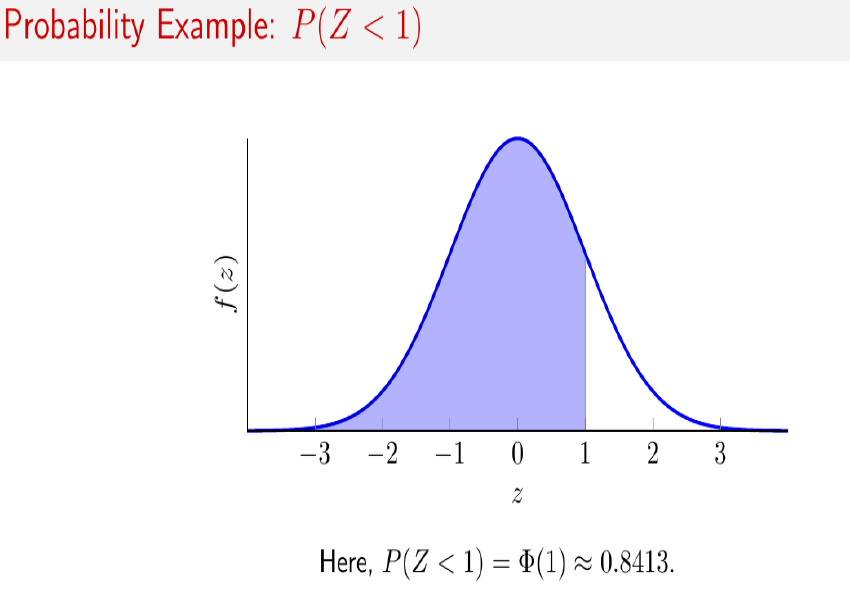 Probability Example: P(Z < 1)
f(z)
−3 −2 −1 0 1 2 3
z
Here, P(Z < 1) = Φ(1) ≈ 0.8413.